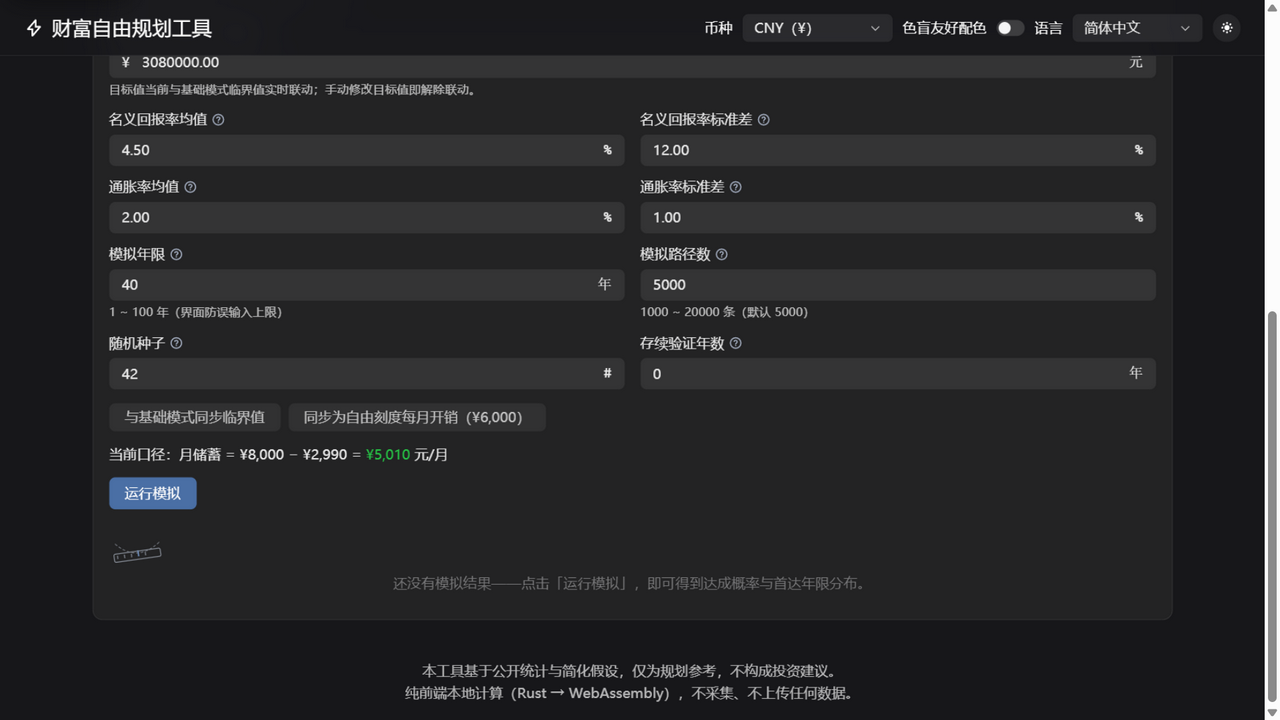 财富自由规划工具
币种 CNY（¥） 色盲友好配色 语言 简体中文
¥ 3080000.00 元
目标值当前与基础模式临界值实时联动；手动修改目标值即解除联动。
名义回报率均值 ? 名义回报率标准差 ?
4.50 % 12.00 %
通胀率均值 ? 通胀率标准差 ?
2.00 % 1.00 %
模拟年限 ? 模拟路径数 ?
40 年 5000
1 ~ 100 年（界面防误输入上限） 1000 ~ 20000 条（默认 5000）
随机种子 ? 存续验证年数 ?
42 # 0 年
与基础模式同步临界值 同步为自由刻度每月开销（¥6,000）
当前口径：月储蓄 = ¥8,000 − ¥2,990 = ¥5,010 元/月
运行模拟
还没有模拟结果——点击「运行模拟」，即可得到达成概率与首达年限分布。
本工具基于公开统计与简化假设，仅为规划参考，不构成投资建议。
纯前端本地计算（Rust → WebAssembly），不采集、不上传任何数据。